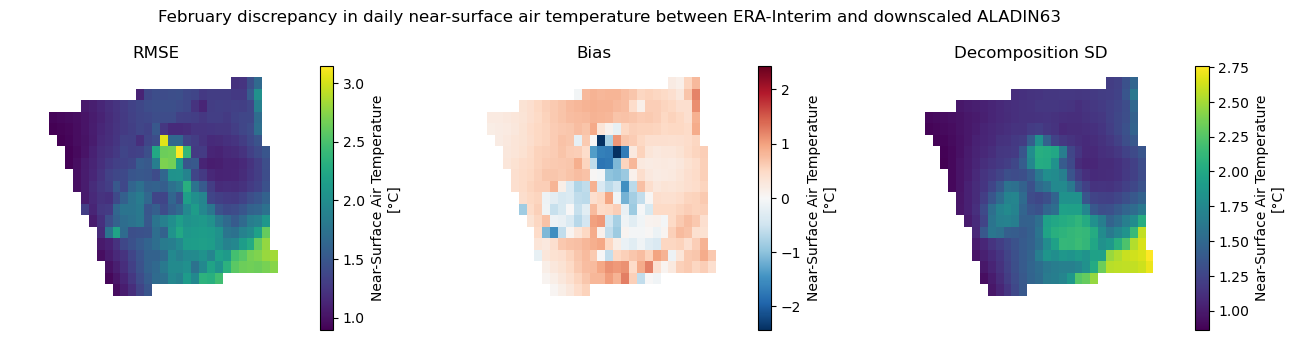 February discrepancy in daily near-surface air temperature between ERA-Interim and downscaled ALADIN63
RMSE
3.0
2.5
2.0
1.5
1.0
Near-Surface Air Temperature
[°C]
Bias
2
1
0
−1
−2
Near-Surface Air Temperature
[°C]
Decomposition SD
2.75
2.50
2.25
2.00
1.75
1.50
1.25
1.00
Near-Surface Air Temperature
[°C]